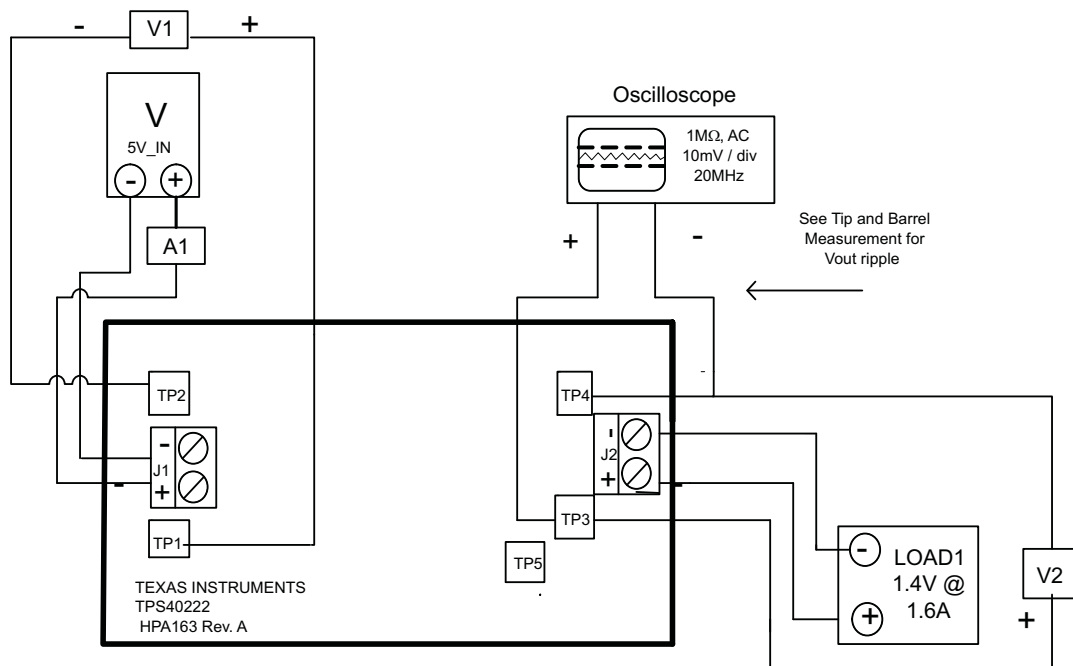 - V1 +
V
5V_IN
- +
A1
Oscilloscope
1MΩ, AC
10mV / div
20MHz
+ -
See Tip and Barrel
Measurement for
Vout ripple
TP2
TP4
-
-
J1
- +
-
J2
+ -
TP1
TP3
TP5
TEXAS INSTRUMENTS
TPS40222
HPA163 Rev. A
-
LOAD1
1.4V @
1.6A
+
V2
+